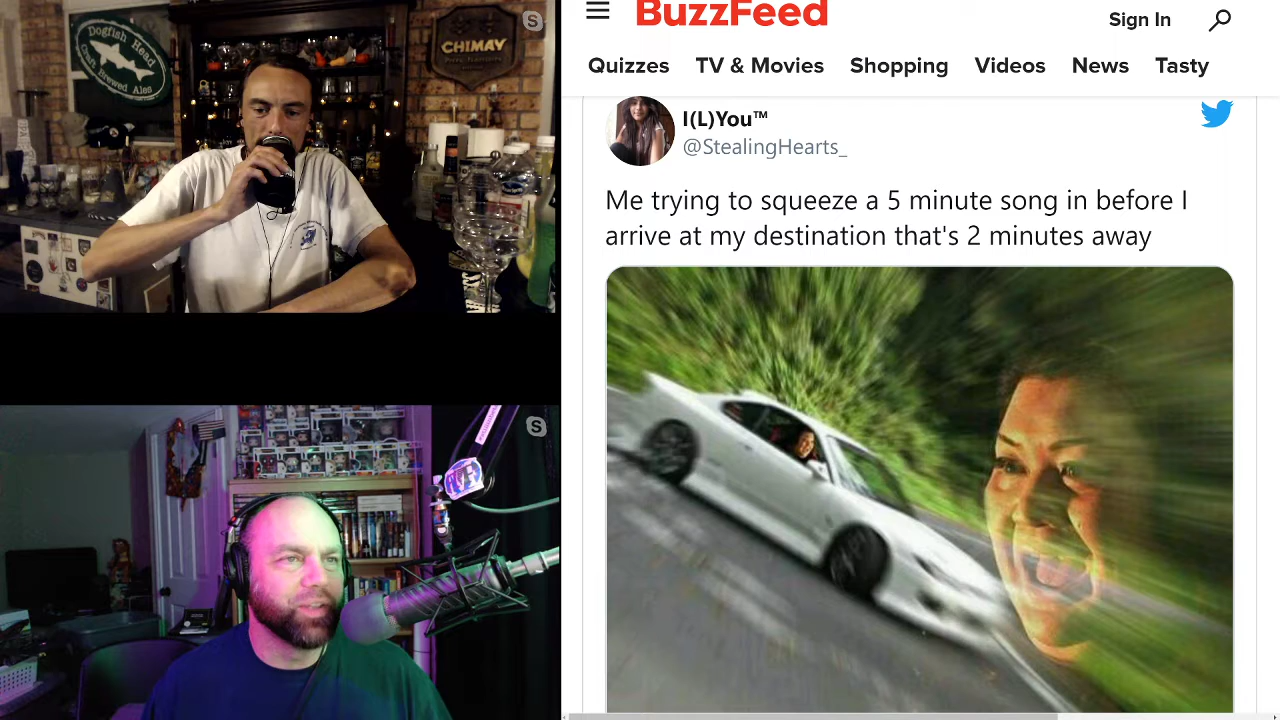 Dogfish Head
Craft Brewed Ales
CHIMAY
BuzzFeed
Sign In
Quizzes TV & Movies Shopping Videos News Tasty
I(L)You™
@StealingHearts_
Me trying to squeeze a 5 minute song in before I
arrive at my destination that's 2 minutes away